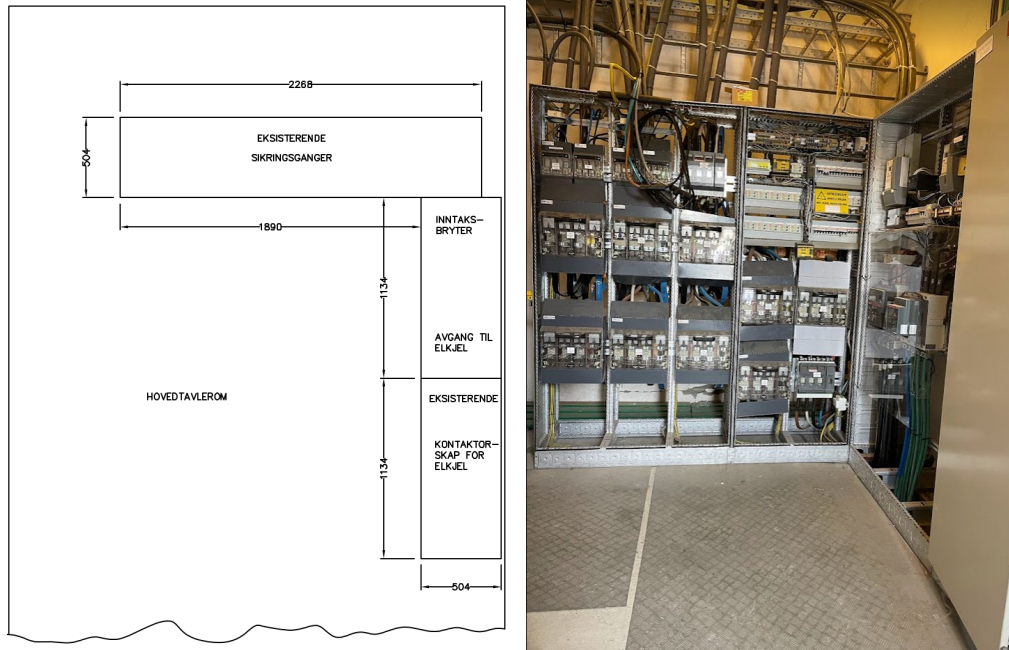 2268
EKSISTERENDE
SIKRINGSGANGER
504
1890
INNTAKS-
BRYTER
1134
AVGANG TIL
ELKJEL
HOVEDTAVLEROM
EKSISTERENDE
KONTAKTOR-
SKAP FOR
ELKJEL
1134
504